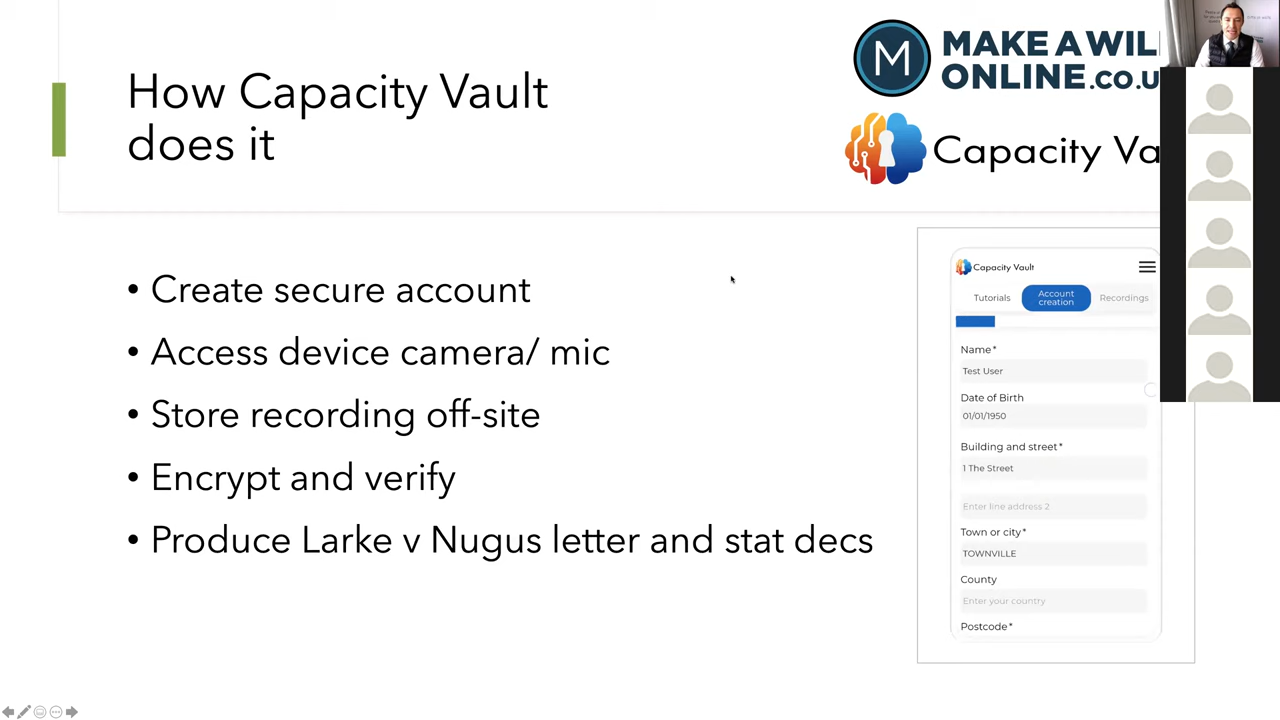 How Capacity Vault
does it
M
MAKE A WIL
ONLINE.co.u
Capacity Va
• Create secure account
• Access device camera/ mic
• Store recording off-site
• Encrypt and verify
• Produce Larke v Nugus letter and stat decs
Capacity Vault
Tutorials
Account
creation
Recordings
Name*
Test User
Date of Birth
01/01/1950
Building and street*
1 The Street
Enter line address 2
Town or city*
TOWNVILLE
County
Enter your country
Postcode*